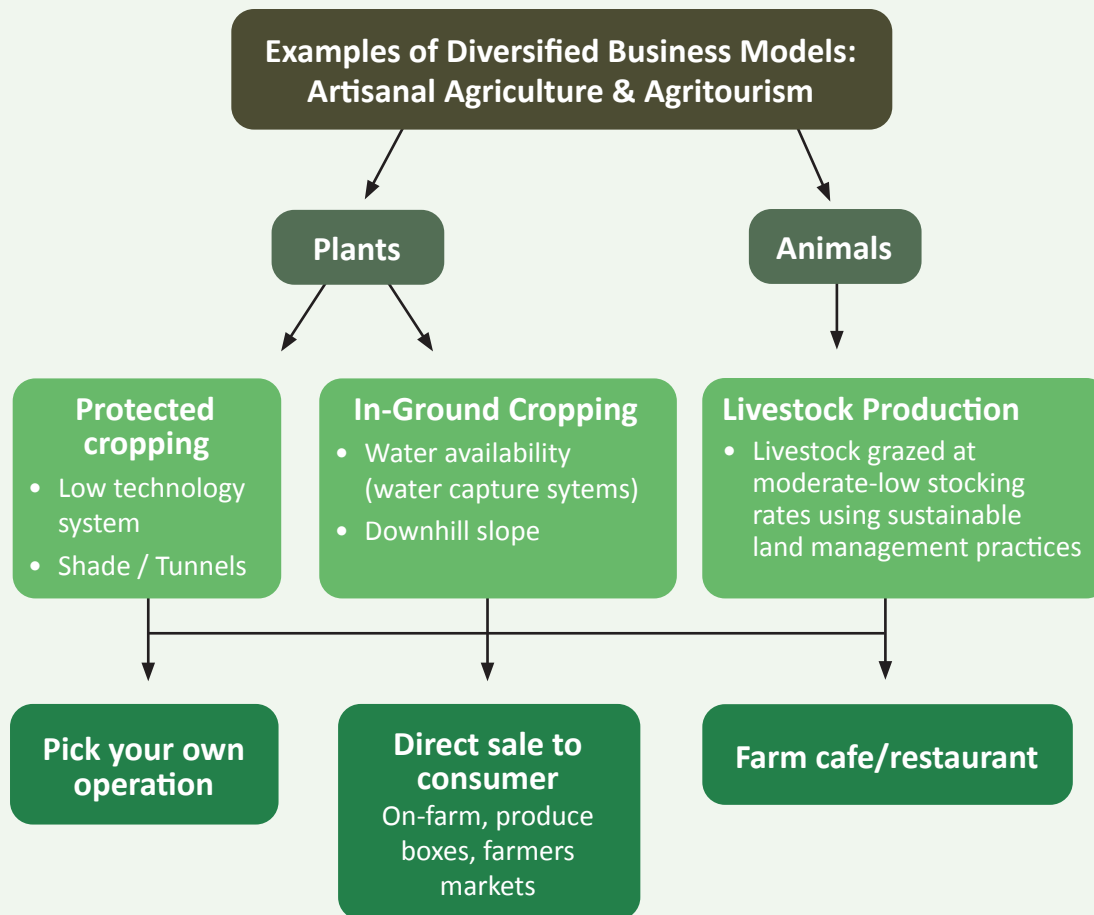 Examples of Diversified Business Models:
Artisanal Agriculture & Agritourism
Plants
Animals
Protected
cropping
• Low technology
system
• Shade / Tunnels
In-Ground Cropping
• Water availability
(water capture sytems)
• Downhill slope
Livestock Production
• Livestock grazed at
moderate-low stocking
rates using sustainable
land management practices
Pick your own
operation
Direct sale to
consumer
On-farm, produce
boxes, farmers
markets
Farm cafe/restaurant